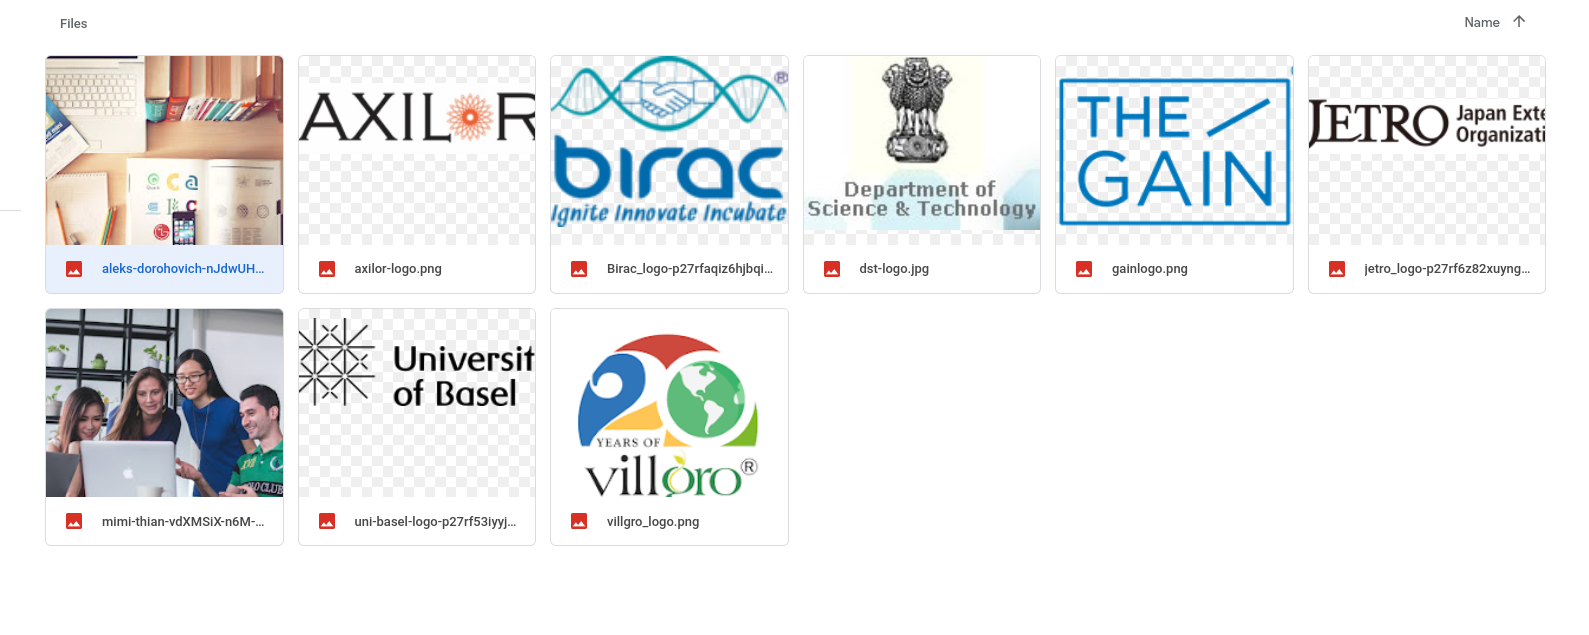 Files
Name
AXILOR
birac
Ignite Innovate Incubate
®
Department of
Science & Technology
THE
GAIN
JETRO Japan Exte
Organizati
aleks-dorohovich-nJdwUH...
axilor-logo.png
Birac_logo-p27rfaqiz6hjbqi...
dst-logo.jpg
gainlogo.png
jetro_logo-p27rf6z82xuyng...
Universit
of Basel
20
YEARS OF
villgro®
mimi-thian-vdXMSiX-n6M-...
uni-basel-logo-p27rf53iyyj...
villgro_logo.png